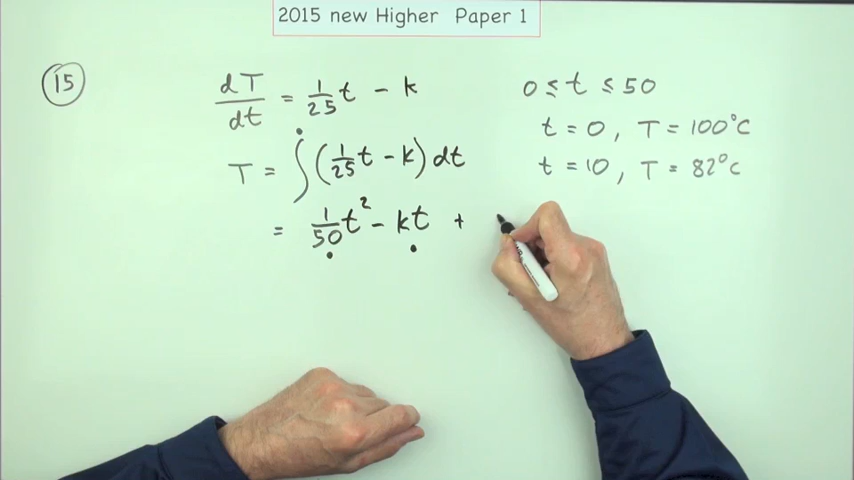 2015 new Higher Paper 1
15
dT/dt = 1/25 t - k
0 ≤ t ≤ 50
t = 0, T = 100°C
T = ∫(1/25 t - k) dt
t = 10, T = 82°C
= 1/50 t² - kt +